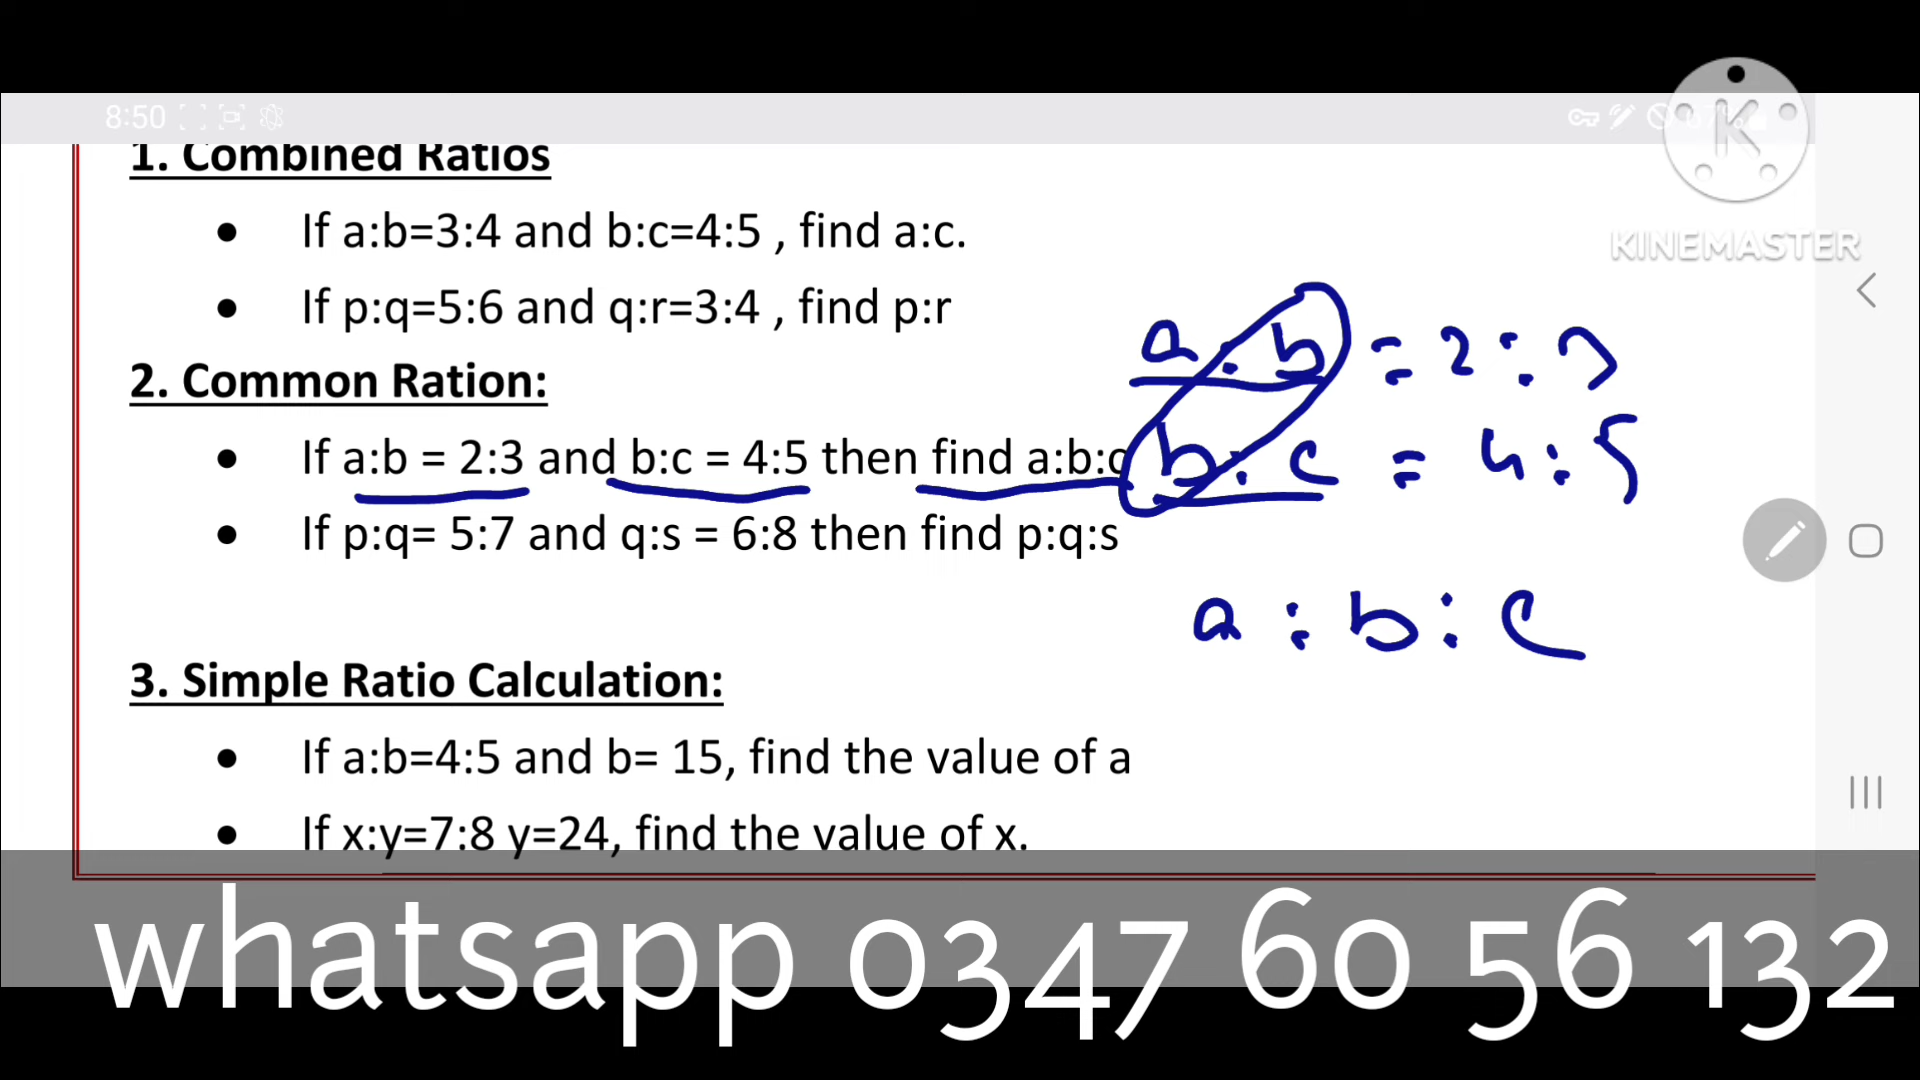 8:50
KINEMASTER
1. Combined Ratios
• If a:b=3:4 and b:c=4:5 , find a:c.
• If p:q=5:6 and q:r=3:4 , find p:r
2. Common Ration:
• If a:b = 2:3 and b:c = 4:5 then find a:b:c
• If p:q= 5:7 and q:s = 6:8 then find p:q:s
a : b = 2 : 3
b : c = 4 : 5
a : b : c
3. Simple Ratio Calculation:
• If a:b=4:5 and b= 15, find the value of a
• If x:y=7:8 y=24, find the value of x.
whatsapp 0347 60 56 132